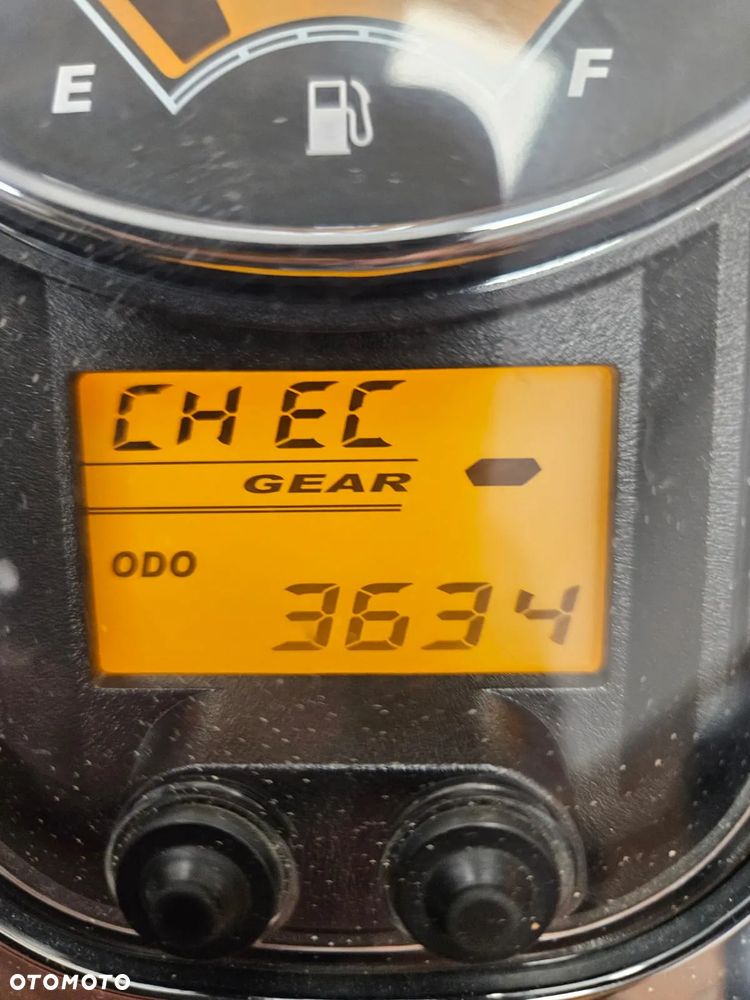 E F
CHEC
GEAR -
ODO
3634
OTOMOTO